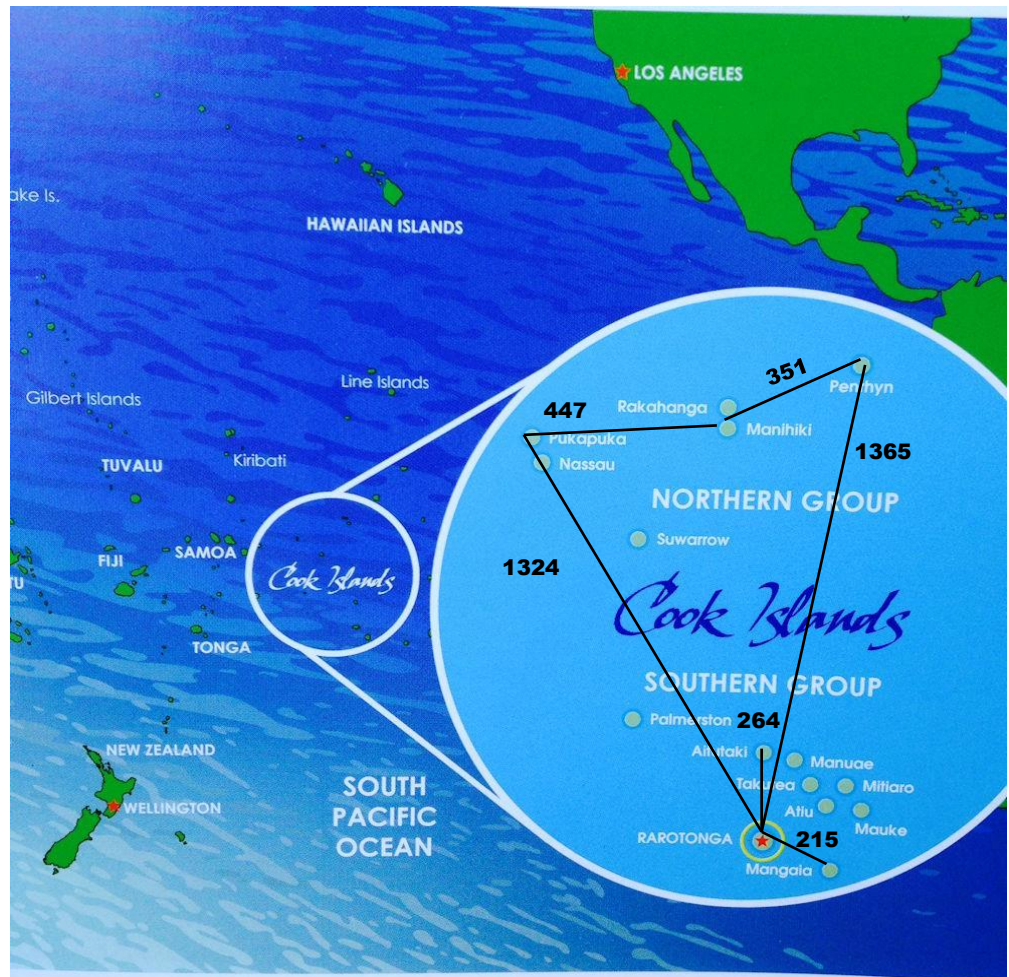 LOS ANGELES
ake Is.
HAWAIIAN ISLANDS
Line Islands
Gilbert Islands
TUVALU
Kiribati
FIJI
SAMOA
TU
Cook Islands
TONGA
NEW ZEALAND
WELLINGTON
SOUTH
PACIFIC
OCEAN
351
Penrhyn
Rakahanga
447
Manihiki
Pukapuka
Nassau
1365
NORTHERN GROUP
Suwarrow
1324
Cook Islands
SOUTHERN GROUP
Palmerston
264
Aitutaki
Manuae
Takutea
Mitiaro
Atiu
Mauke
RAROTONGA
215
Mangaia